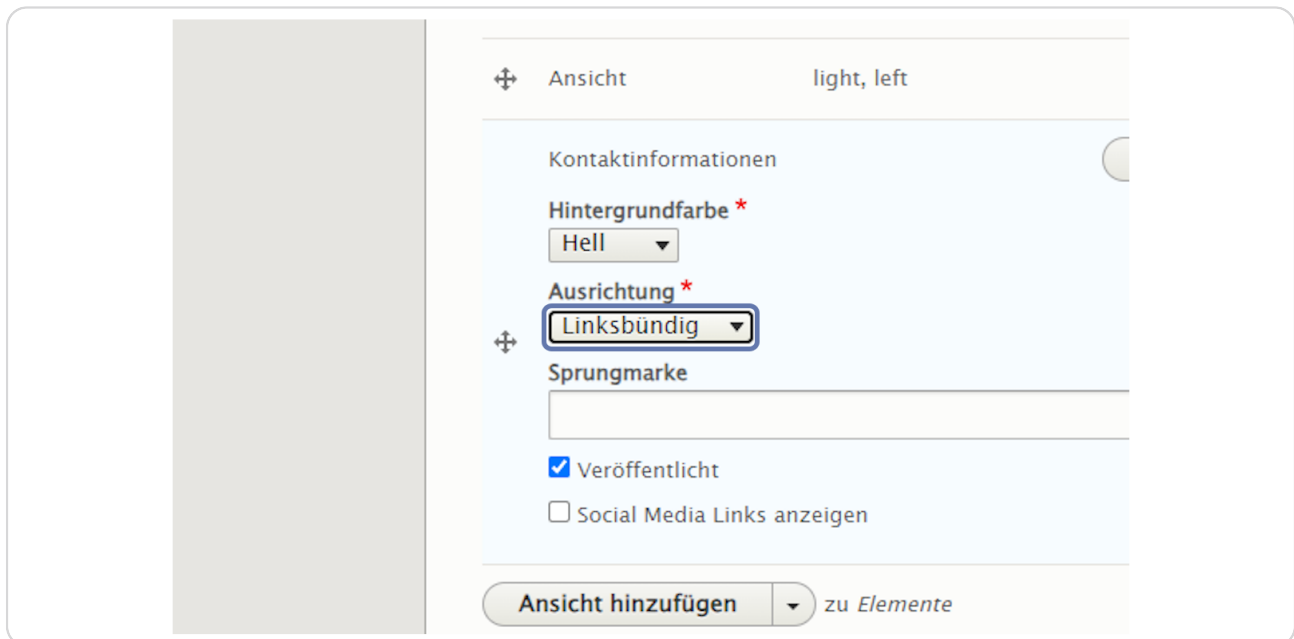 Ansicht light, left
Kontaktinformationen
Hintergrundfarbe *
Hell
Ausrichtung *
Linksbündig
Sprungmarke
Veröffentlicht
Social Media Links anzeigen
Ansicht hinzufügen zu Elemente